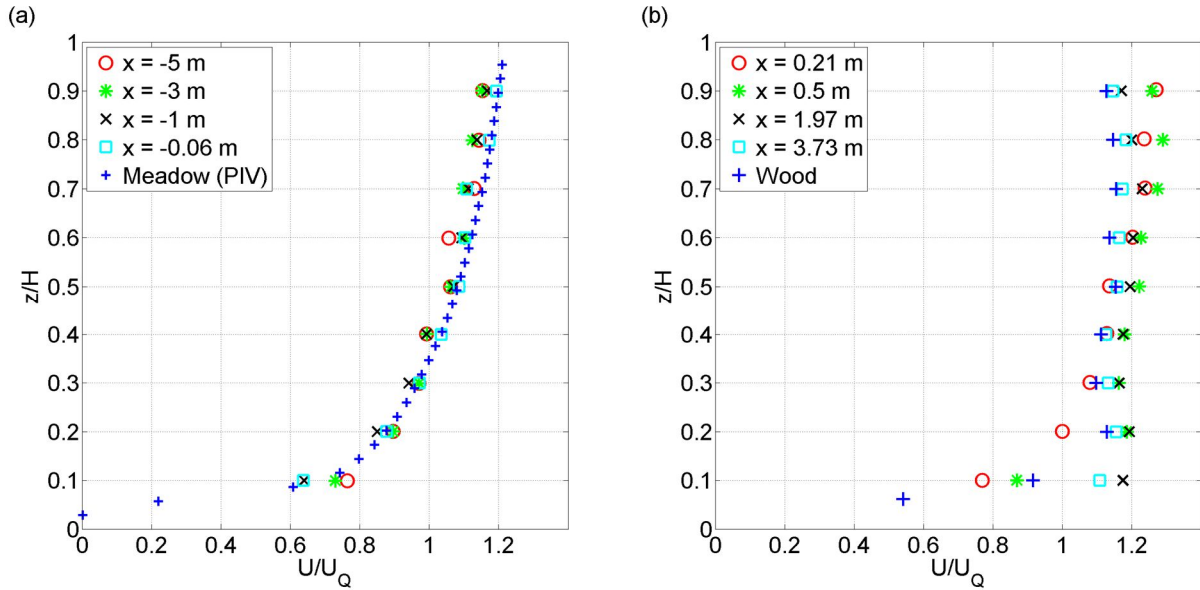 (a)
1
0.9
0.8
0.7
0.6
0.5
0.4
0.3
0.2
0.1
0
z/H
x = -5 m
x = -3 m
x = -1 m
x = -0.06 m
Meadow (PIV)
0 0.2 0.4 0.6 0.8 1 1.2
U/U_Q
(b)
1
0.9
0.8
0.7
0.6
0.5
0.4
0.3
0.2
0.1
0
z/H
x = 0.21 m
x = 0.5 m
x = 1.97 m
x = 3.73 m
Wood
0 0.2 0.4 0.6 0.8 1 1.2
U/U_Q